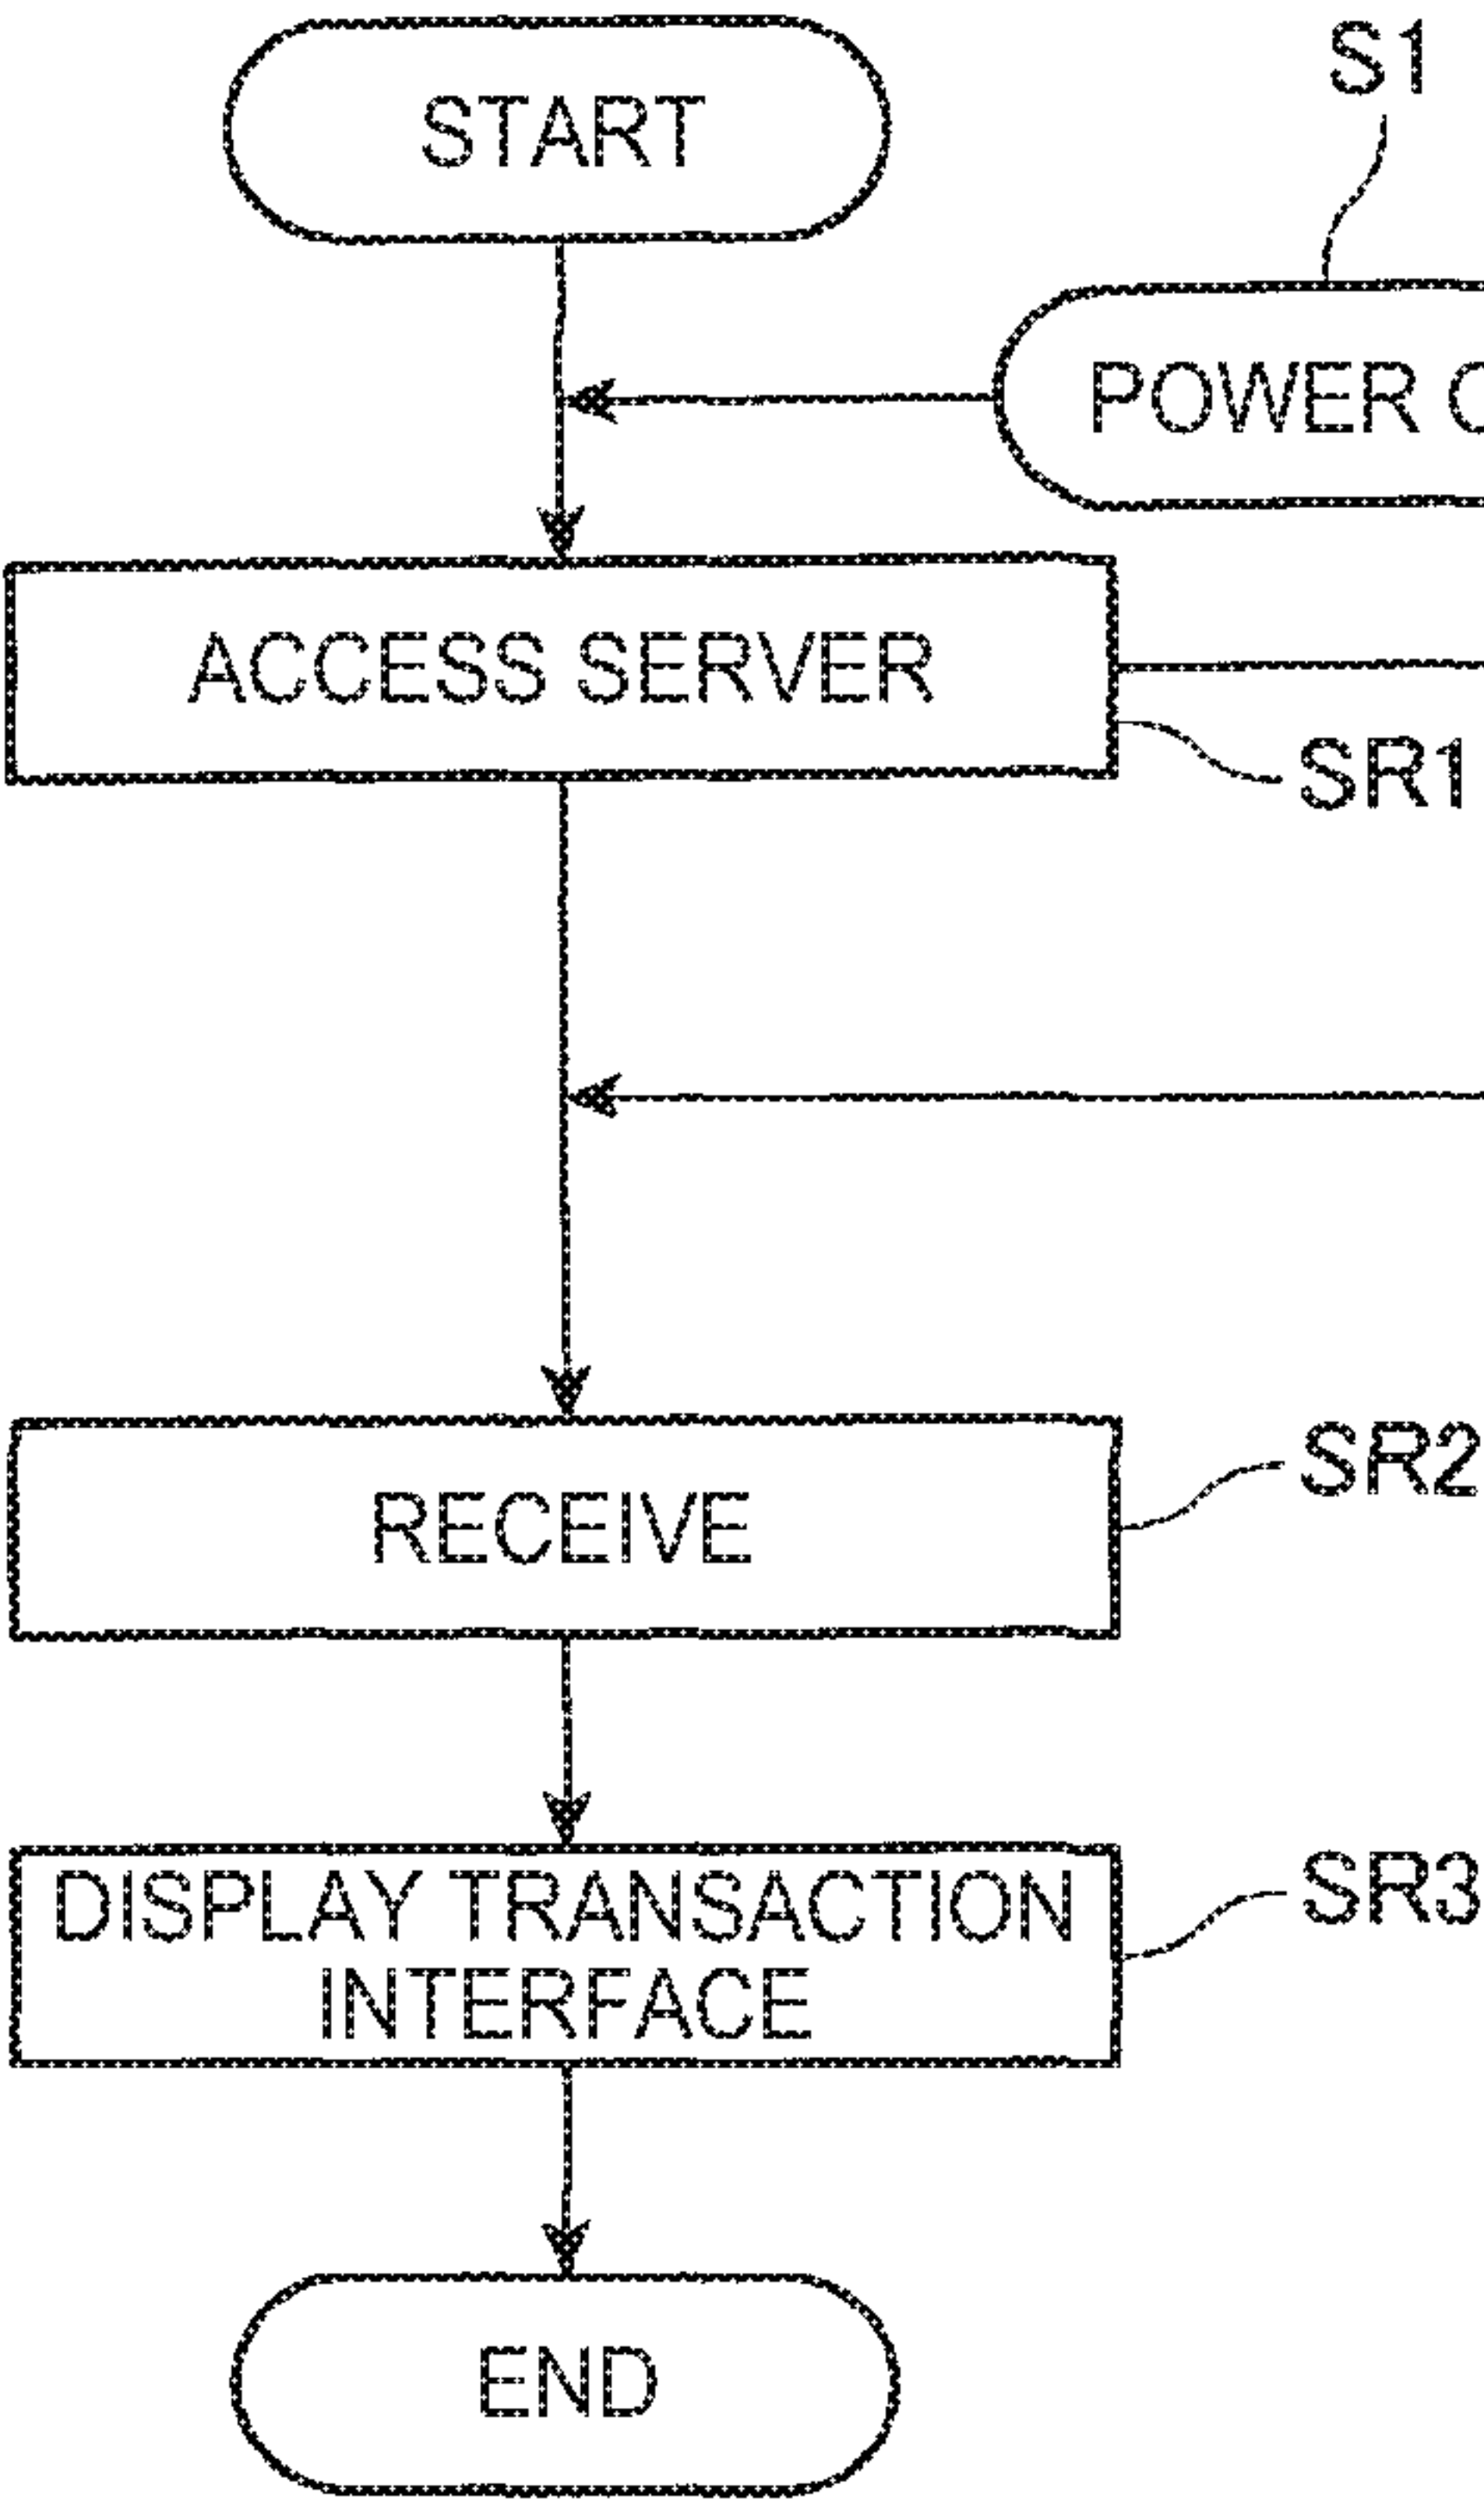 START
S1
POWER
ACCESS SERVER
SR1
RECEIVE
SR2
DISPLAY TRANSACTION
INTERFACE
SR3
END